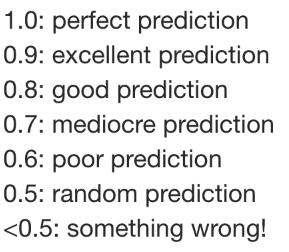 1.0: perfect prediction
0.9: excellent prediction
0.8: good prediction
0.7: mediocre prediction
0.6: poor prediction
0.5: random prediction
<0.5: something wrong!